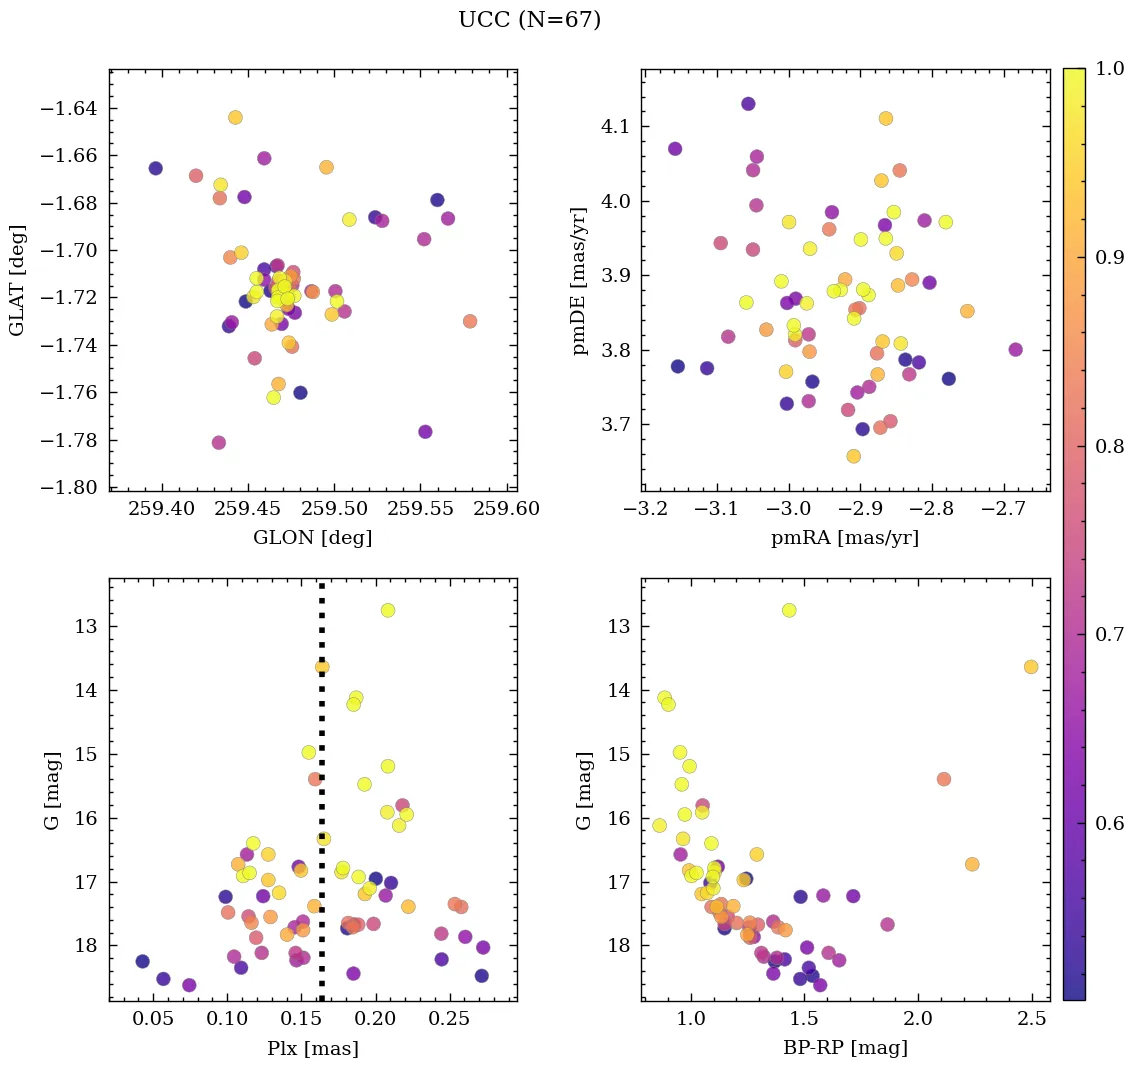 UCC (N=67)
−1.64
−1.66
−1.68
−1.70
−1.72
−1.74
−1.76
−1.78
−1.80
GLAT [deg]
259.40 259.45 259.50 259.55 259.60
GLON [deg]
4.1
4.0
3.9
3.8
3.7
pmDE [mas/yr]
−3.2 −3.1 −3.0 −2.9 −2.8 −2.7
pmRA [mas/yr]
13
14
15
16
17
18
G [mag]
0.05 0.10 0.15 0.20 0.25
Plx [mas]
13
14
15
16
17
18
G [mag]
1.0 1.5 2.0 2.5
BP-RP [mag]
1.0
0.9
0.8
0.7
0.6